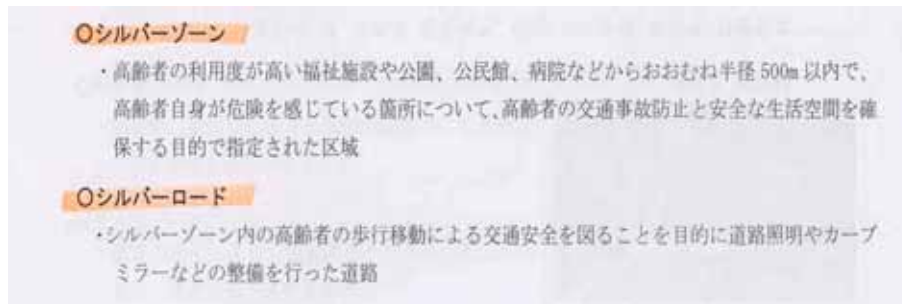 ○シルバーゾーン
・高齢者の利用度が高い福祉施設や公園、公民館、病院などからおおむね半径500m以内で、
高齢者自身が危険を感じている箇所について、高齢者の交通事故防止と安全な生活空間を確
保する目的で指定された区域
○シルバーロード
・シルバーゾーン内の高齢者の歩行移動による交通安全を図ることを目的に道路照明やカーブ
ミラーなどの整備を行った道路